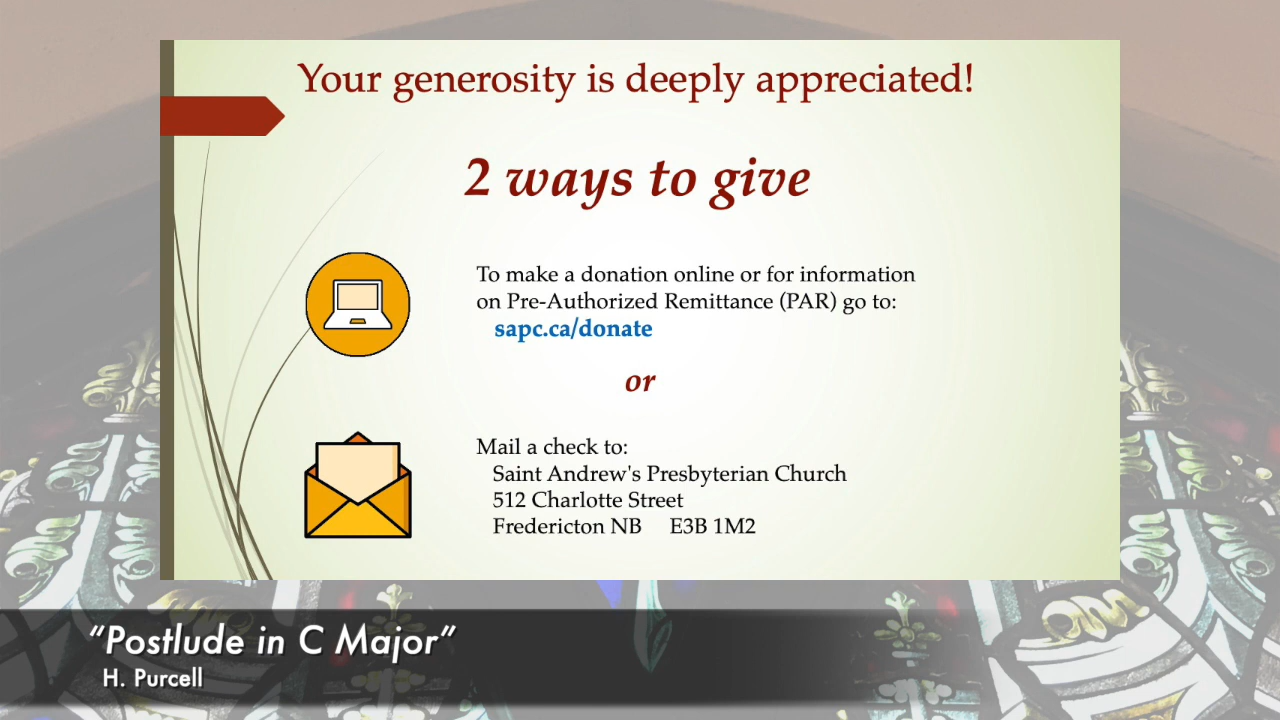 Your generosity is deeply appreciated!
2 ways to give
To make a donation online or for information
on Pre-Authorized Remittance (PAR) go to:
sapc.ca/donate
or
Mail a check to:
Saint Andrew's Presbyterian Church
512 Charlotte Street
Fredericton NB E3B 1M2
“Postlude in C Major”
H. Purcell